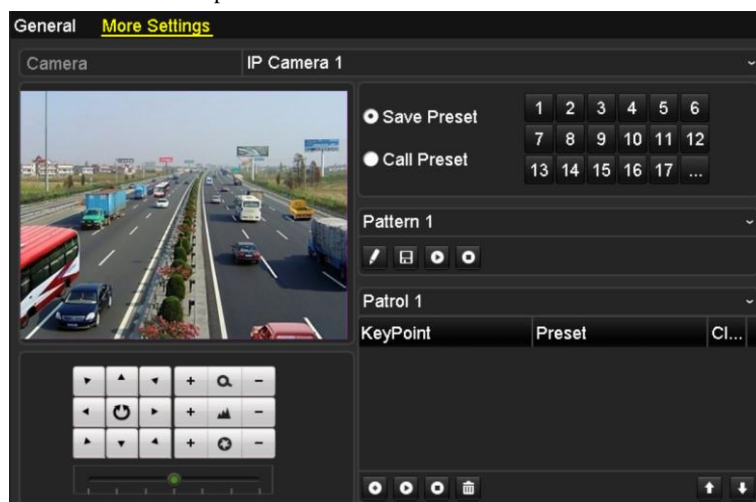 General More Settings
Camera IP Camera 1
Save Preset
Call Preset
1 2 3 4 5 6
7 8 9 10 11 12
13 14 15 16 17 ...
Pattern 1
Patrol 1
KeyPoint Preset Cl...